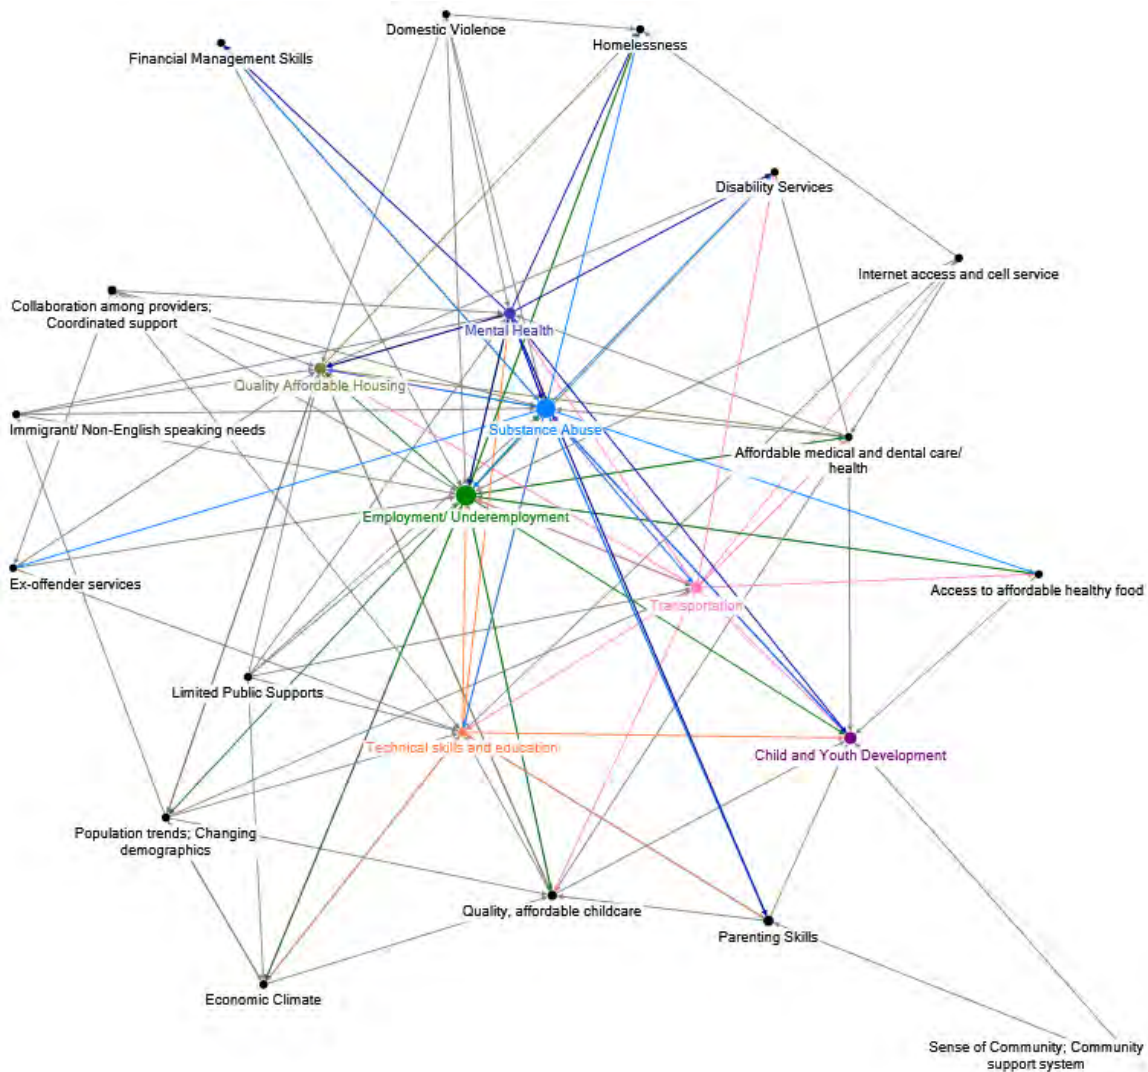 Domestic Violence
Homelessness
Financial Management Skills
Disability Services
Internet access and cell service
Collaboration among providers;
Coordinated support
Mental Health
Quality Affordable Housing
Immigrant/ Non-English speaking needs
Substance Abuse
Affordable medical and dental care/
health
Employment/ Underemployment
Ex-offender services
Access to affordable healthy food
Transportation
Limited Public Supports
Technical skills and education
Child and Youth Development
Population trends; Changing
demographics
Quality, affordable childcare
Parenting Skills
Economic Climate
Sense of Community; Community
support system